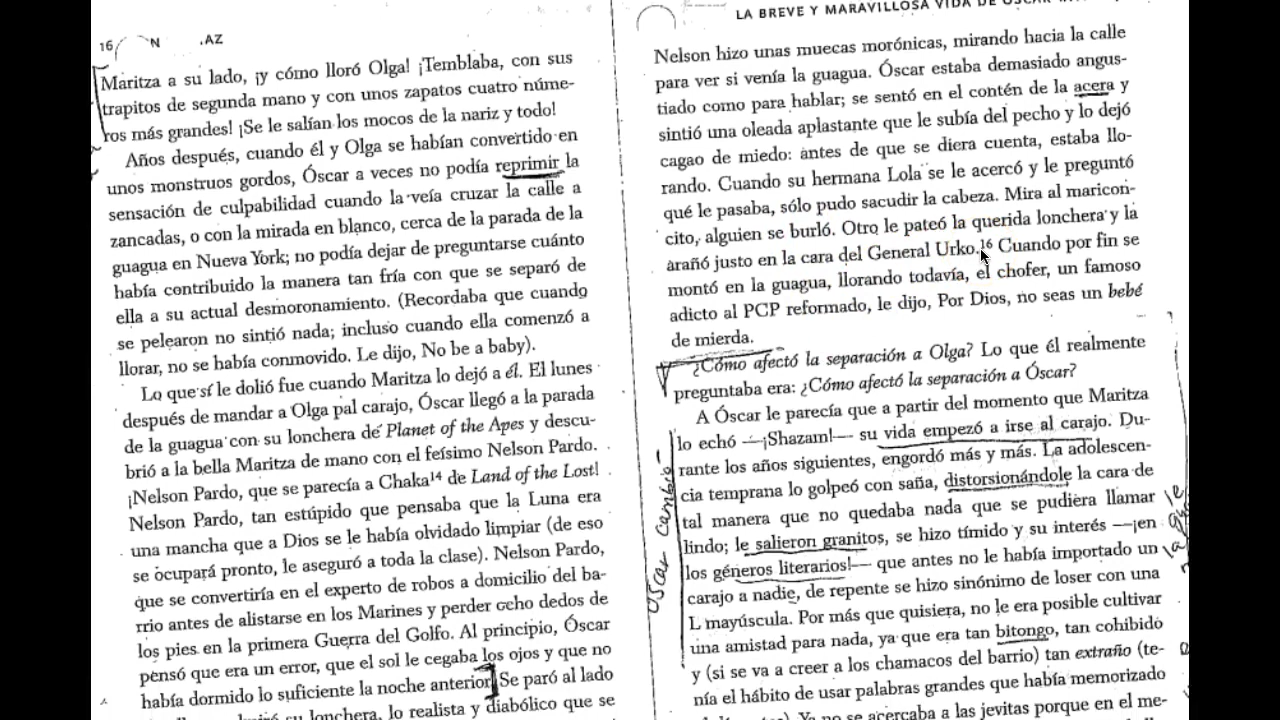 16
N
.AZ
Maritza a su lado, ¡y cómo lloró Olga! ¡Temblaba, con sus
trapitos de segunda mano y con unos zapatos cuatro núme-
ros más grandes! ¡Se le salían los mocos de la nariz y todo!
Años después, cuando él y Olga se habían convertido en
unos monstruos gordos, Óscar a veces no podía reprimir la
sensación de culpabilidad cuando la veía cruzar la calle a
zancadas, o con la mirada en blanco, cerca de la parada de la
guagua en Nueva York; no podía dejar de preguntarse cuánto
había contribuido la manera tan fría con que se separó de
ella a su actual desmoronamiento. (Recordaba que cuando
se pelearon no sintió nada; incluso cuando ella comenzó a
llorar, no se había conmovido. Le dijo, No be a baby).
Lo que sí le dolió fue cuando Maritza lo dejó a él. El lunes
después de mandar a Olga pal carajo, Óscar llegó a la parada
de la guagua con su lonchera de Planet of the Apes y descu-
brió a la bella Maritza de mano con el feísimo Nelson Pardo.
¡Nelson Pardo, que se parecía a Chaka14 de Land of the Lost!
Nelson Pardo, tan estúpido que pensaba que la Luna era
una mancha que a Dios se le había olvidado limpiar (de eso
se ocupará pronto, le aseguró a toda la clase). Nelson Pardo,
que se convertiría en el experto de robos a domicilio del ba-
rrio antes de alistarse en los Marines y perder ocho dedos de
los pies en la primera Guerra del Golfo. Al principio, Óscar
pensó que era un error, que el sol le cegaba los ojos y que no
había dormido lo suficiente la noche anterior. Se paró al lado
su lonchera, lo realista y diabólico que se
LA BREVE Y MARAVILLOSA VIDA DE OSCAR
Nelson hizo unas muecas morónicas, mirando hacia la calle
para ver si venía la guagua. Óscar estaba demasiado angus-
tiado como para hablar; se sentó en el contén de la acera y
sintió una oleada aplastante que le subía del pecho y lo dejó
cagao de miedo: antes de que se diera cuenta, estaba llo-
rando. Cuando su hermana Lola se le acercó y le preguntó
qué le pasaba, sólo pudo sacudir la cabeza. Mira al maricon-
cito, alguien se burló. Otro le pateó la querida lonchera y la
arañó justo en la cara del General Urko.16 Cuando por fin se
montó en la guagua, llorando todavía, el chofer, un famoso
adicto al PCP reformado, le dijo, Por Dios, no seas un bebé
de mierda.
¿Cómo afectó la separación a Olga? Lo que él realmente
preguntaba era: ¿Cómo afectó la separación a Óscar?
A Óscar le parecía que a partir del momento que Maritza
lo echó —¡Shazam!— su vida empezó a irse al carajo. Du-
rante los años siguientes, engordó más y más. La adolescen-
cia temprana lo golpeó con saña, distorsionándole la cara de
tal manera que no quedaba nada que se pudiera llamar
lindo; le salieron granitos, se hizo tímido y su interés —¡en
los géneros literarios!— que antes no le había importado un
carajo a nadie, de repente se hizo sinónimo de loser con una
L mayúscula. Por más que quisiera, no le era posible cultivar
una amistad para nada, ya que era tan bitongo, tan cohibido
y (si se va a creer a los chamacos del barrio) tan extraño (te-
nía el hábito de usar palabras grandes que había memorizado
Ya no se acercaba a las jevitas porque en el me-
Oscar cambio